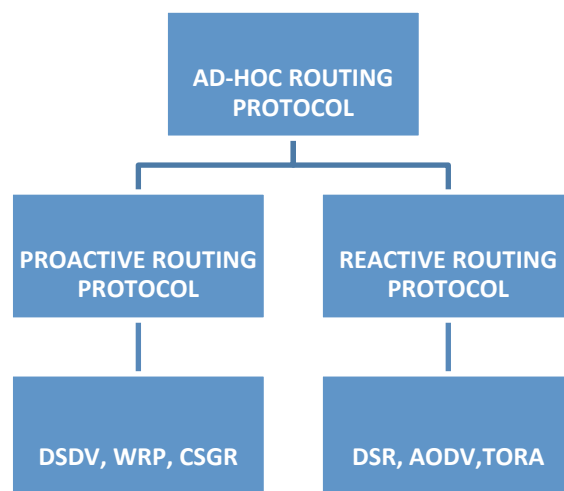 AD-HOC ROUTING
PROTOCOL
PROACTIVE ROUTING
PROTOCOL
REACTIVE ROUTING
PROTOCOL
DSDV, WRP, CSGR
DSR, AODV,TORA